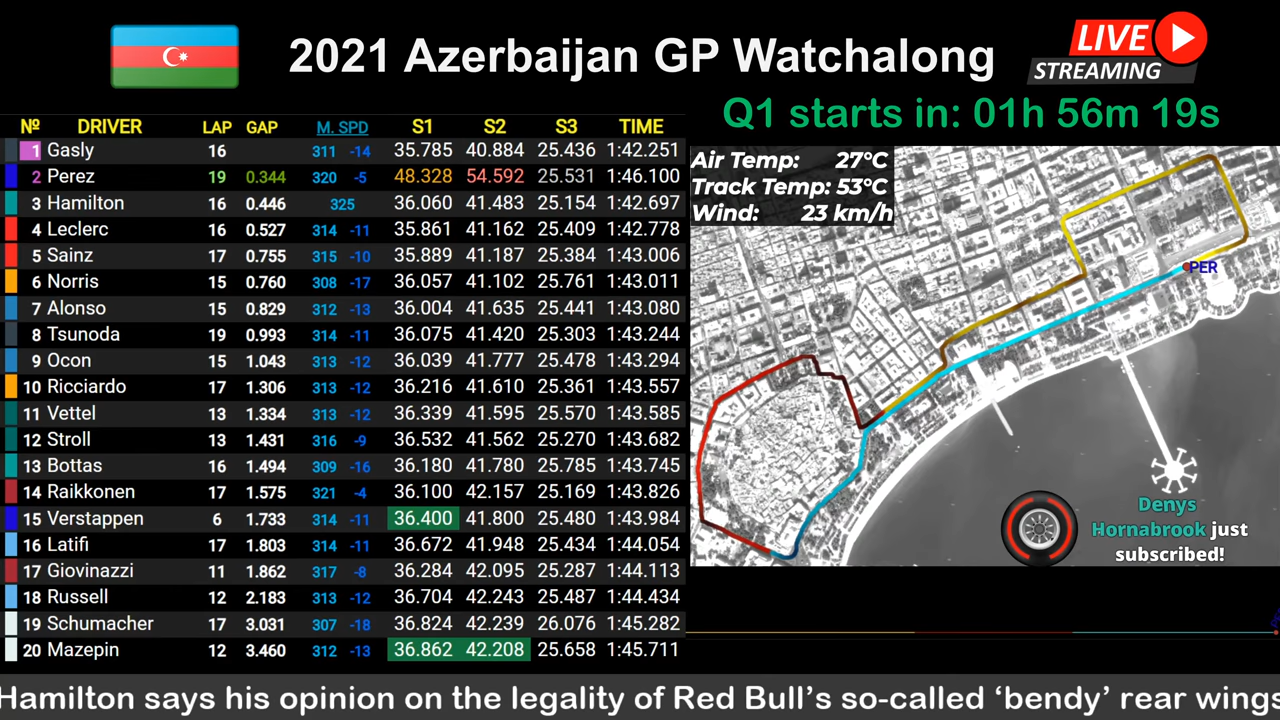 2021 Azerbaijan GP Watchalong
LIVE
STREAMING
Q1 starts in: 01h 56m 19s
Nº DRIVER LAP GAP M. SPD S1 S2 S3 TIME
1 Gasly 16 311 -14 35.785 40.884 25.436 1:42.251
2 Perez 19 0.344 320 -5 48.328 54.592 25.531 1:46.100
3 Hamilton 16 0.446 325 36.060 41.483 25.154 1:42.697
4 Leclerc 16 0.527 314 -11 35.861 41.162 25.409 1:42.778
5 Sainz 17 0.755 315 -10 35.889 41.187 25.384 1:43.006
6 Norris 15 0.760 308 -17 36.057 41.102 25.761 1:43.011
7 Alonso 15 0.829 312 -13 36.004 41.635 25.441 1:43.080
8 Tsunoda 19 0.993 314 -11 36.075 41.420 25.303 1:43.244
9 Ocon 15 1.043 313 -12 36.039 41.777 25.478 1:43.294
10 Ricciardo 17 1.306 313 -12 36.216 41.610 25.361 1:43.557
11 Vettel 13 1.334 313 -12 36.339 41.595 25.570 1:43.585
12 Stroll 13 1.431 316 -9 36.532 41.562 25.270 1:43.682
13 Bottas 16 1.494 309 -16 36.180 41.780 25.785 1:43.745
14 Raikkonen 17 1.575 321 -4 36.100 42.157 25.169 1:43.826
15 Verstappen 6 1.733 314 -11 36.400 41.800 25.480 1:43.984
16 Latifi 17 1.803 314 -11 36.672 41.948 25.434 1:44.054
17 Giovinazzi 11 1.862 317 -8 36.284 42.095 25.287 1:44.113
18 Russell 12 2.183 313 -12 36.704 42.243 25.487 1:44.434
19 Schumacher 17 3.031 307 -18 36.824 42.239 26.076 1:45.282
20 Mazepin 12 3.460 312 -13 36.862 42.208 25.658 1:45.711
Air Temp: 27°C
Track Temp: 53°C
Wind: 23 km/h
PER
Denys
Hornabrook just
subscribed!
Hamilton says his opinion on the legality of Red Bull’s so-called ‘bendy’ rear wings